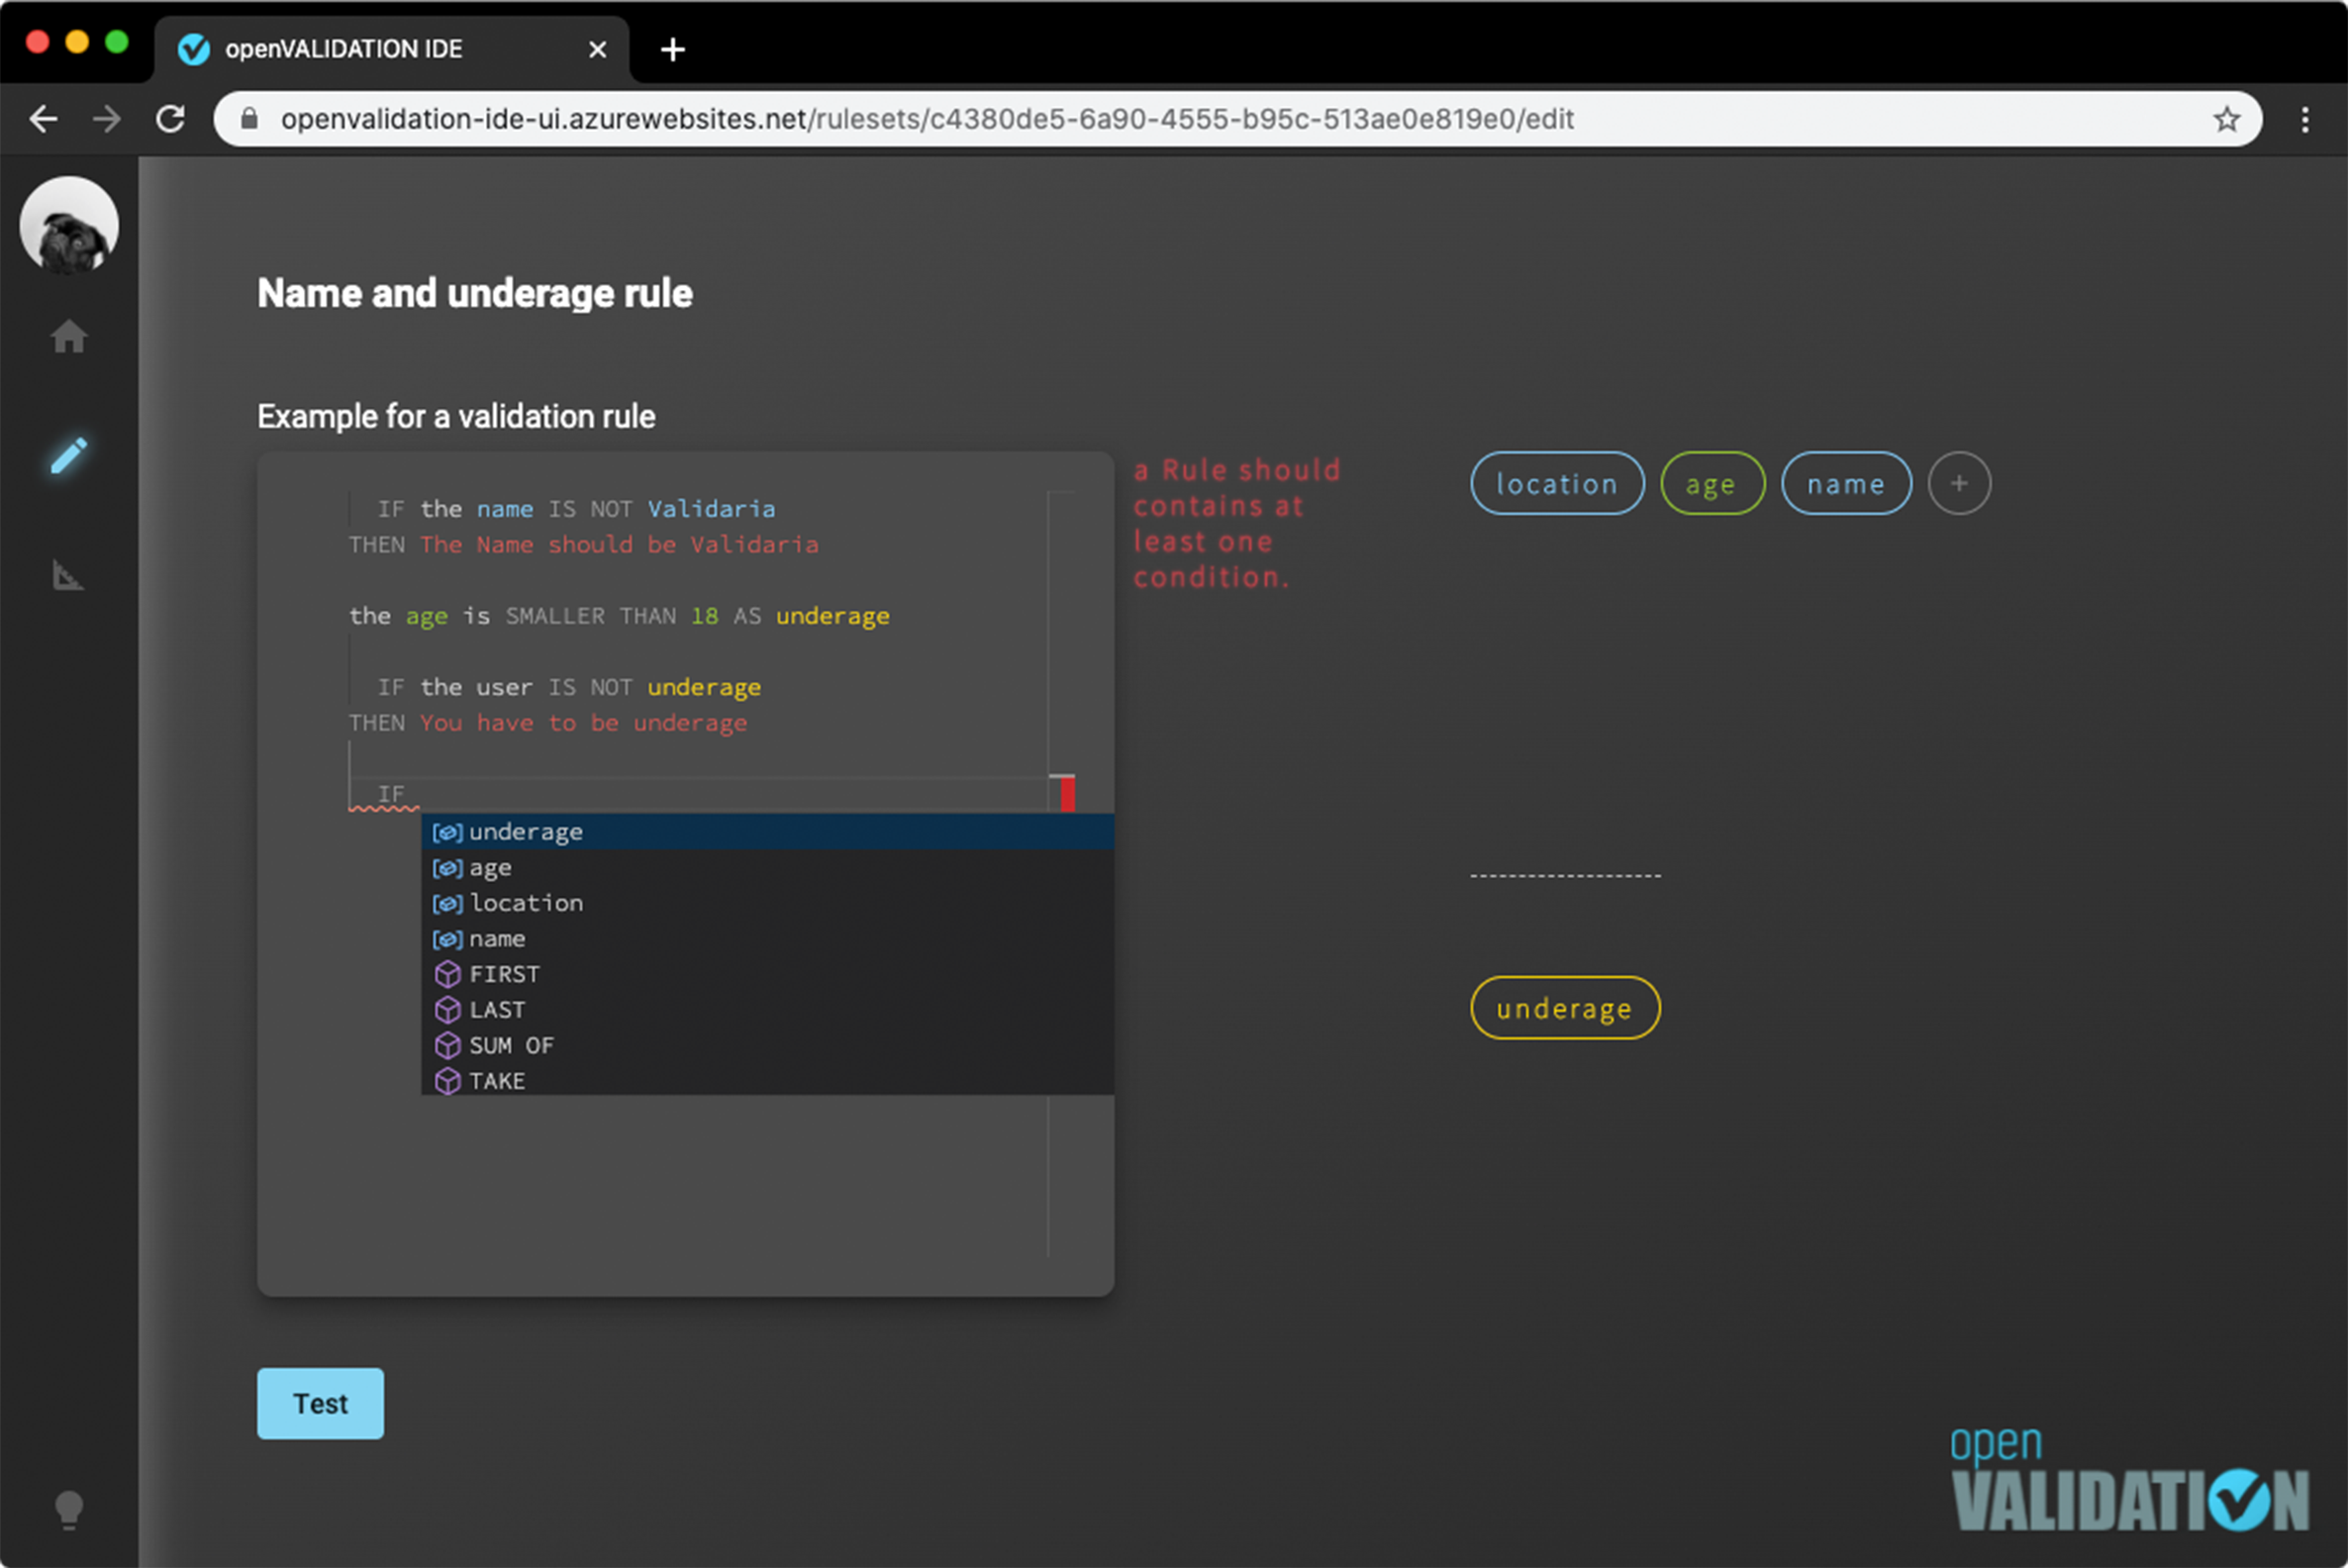 openVALIDATION IDE
openvalidation-ide-ui.azurewebsites.net/rulesets/c4380de5-6a90-4555-b95c-513ae0e819e0/edit
Name and underage rule
Example for a validation rule
IF the name IS NOT Validaria
THEN The Name should be Validaria
the age is SMALLER THAN 18 AS underage
IF the user IS NOT underage
THEN You have to be underage
IF
underage
age
location
name
FIRST
LAST
SUM OF
TAKE
a Rule should
contains at
least one
condition.
location age name +
underage
Test
open
VALIDATION